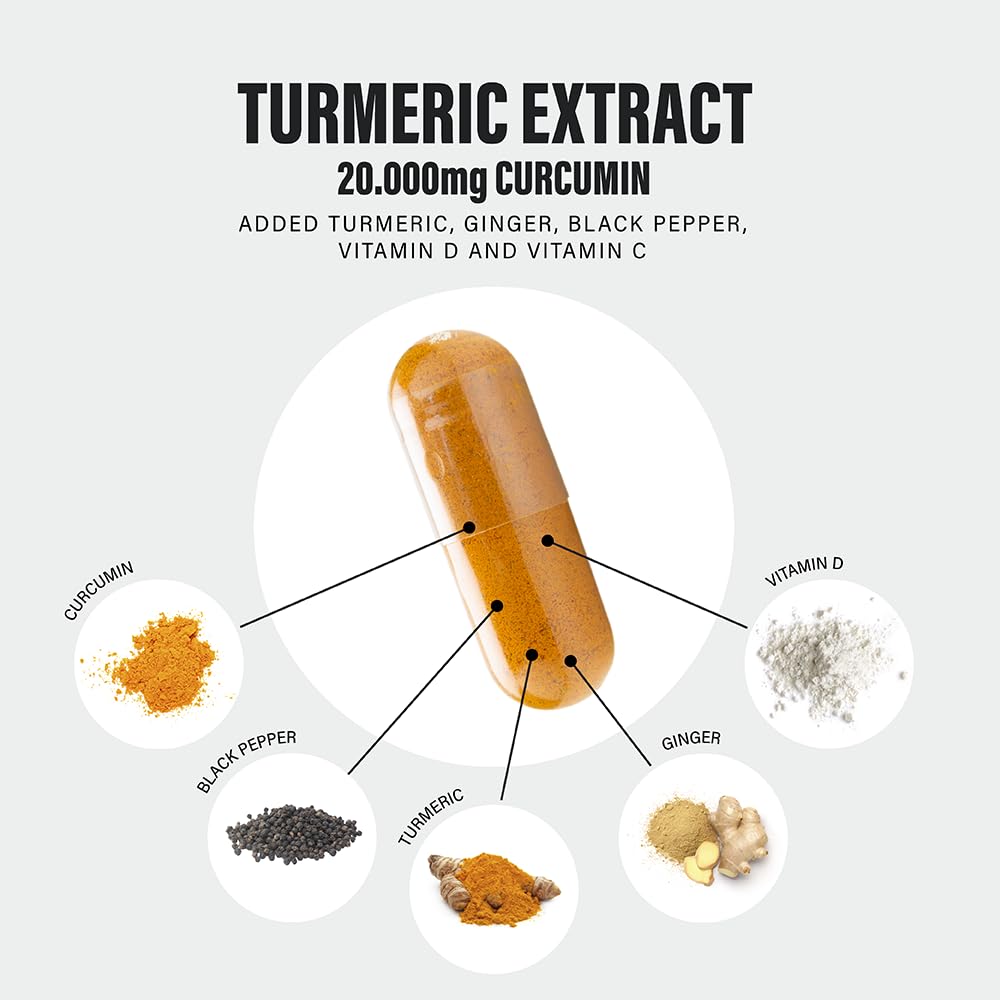 TURMERIC EXTRACT
20.000mg CURCUMIN
ADDED TURMERIC, GINGER, BLACK PEPPER,
VITAMIN D AND VITAMIN C
CURCUMIN
VITAMIN D
BLACK PEPPER
TURMERIC
GINGER